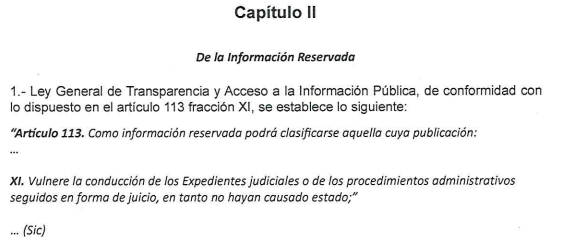 Capítulo II
De la Información Reservada
1.- Ley General de Transparencia y Acceso a la Información Pública, de conformidad con
lo dispuesto en el artículo 113 fracción XI, se establece lo siguiente:
“Artículo 113. Como información reservada podrá clasificarse aquella cuya publicación:
...
XI. Vulnere la conducción de los Expedientes judiciales o de los procedimientos administrativos
seguidos en forma de juicio, en tanto no hayan causado estado;”
... (Sic)